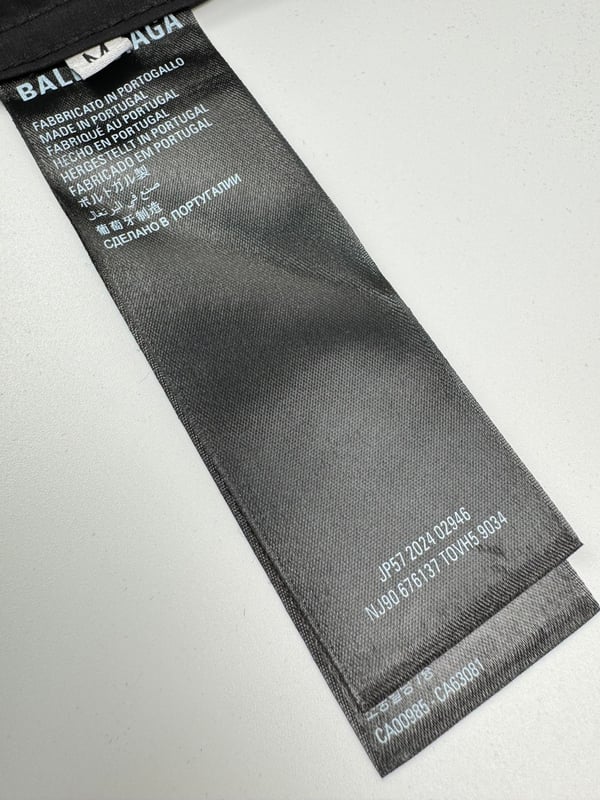 M
FABBRICATO IN PORTOGALLO
MADE IN PORTUGAL
FABRIQUÉ AU PORTUGAL
HECHO EN PORTUGAL
HERGESTELLT IN PORTUGAL
FABRICADO EM PORTUGAL
ポルトガル製
صنع في البرتغال
葡萄牙制造
СДЕЛАНО В ПОРТУГАЛИИ
JP57 2024 02946
NJ90 676137 TOVH5 9034
CA00985 - CA63081